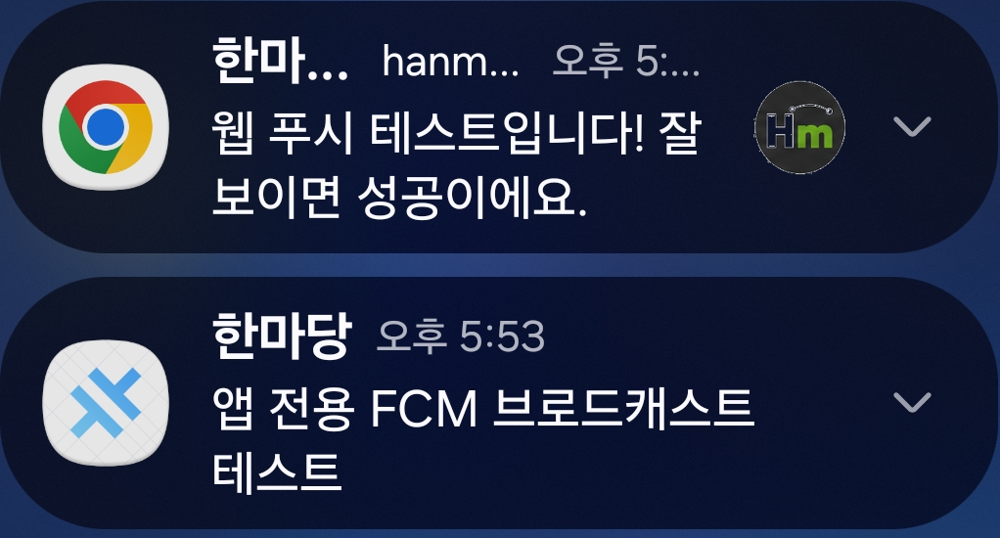 한마... hanm... 오후 5:...
웹 푸시 테스트입니다! 잘
보이면 성공이에요.
Hm
한마당 오후 5:53
앱 전용 FCM 브로드캐스트
테스트